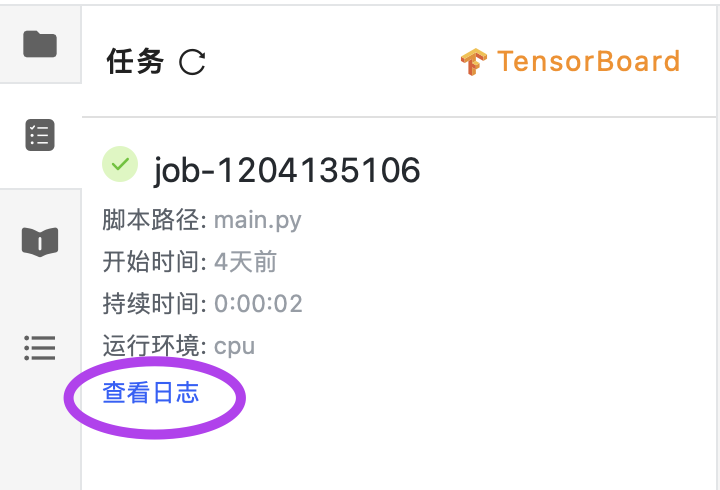 任务
TensorBoard
job-1204135106
脚本路径: main.py
开始时间: 4天前
持续时间: 0:00:02
运行环境: cpu
查看日志